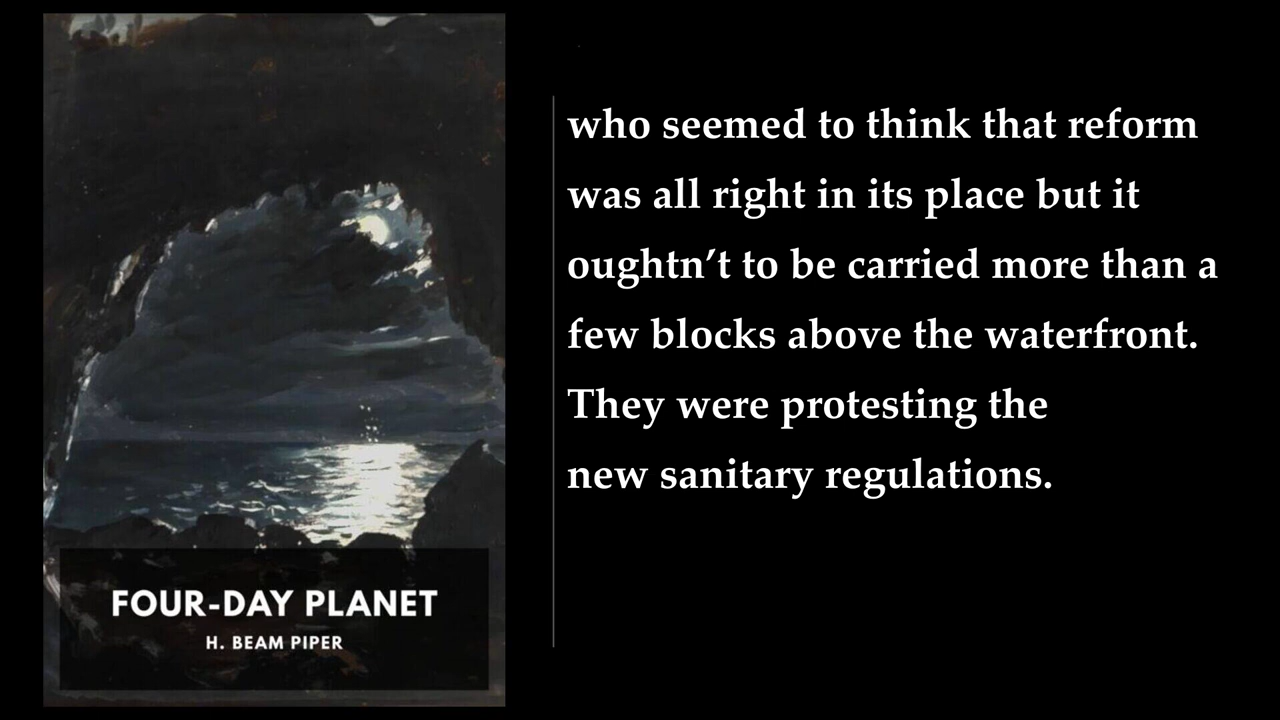 FOUR-DAY PLANET
H. BEAM PIPER
who seemed to think that reform
was all right in its place but it
oughtn’t to be carried more than a
few blocks above the waterfront.
They were protesting the
new sanitary regulations.